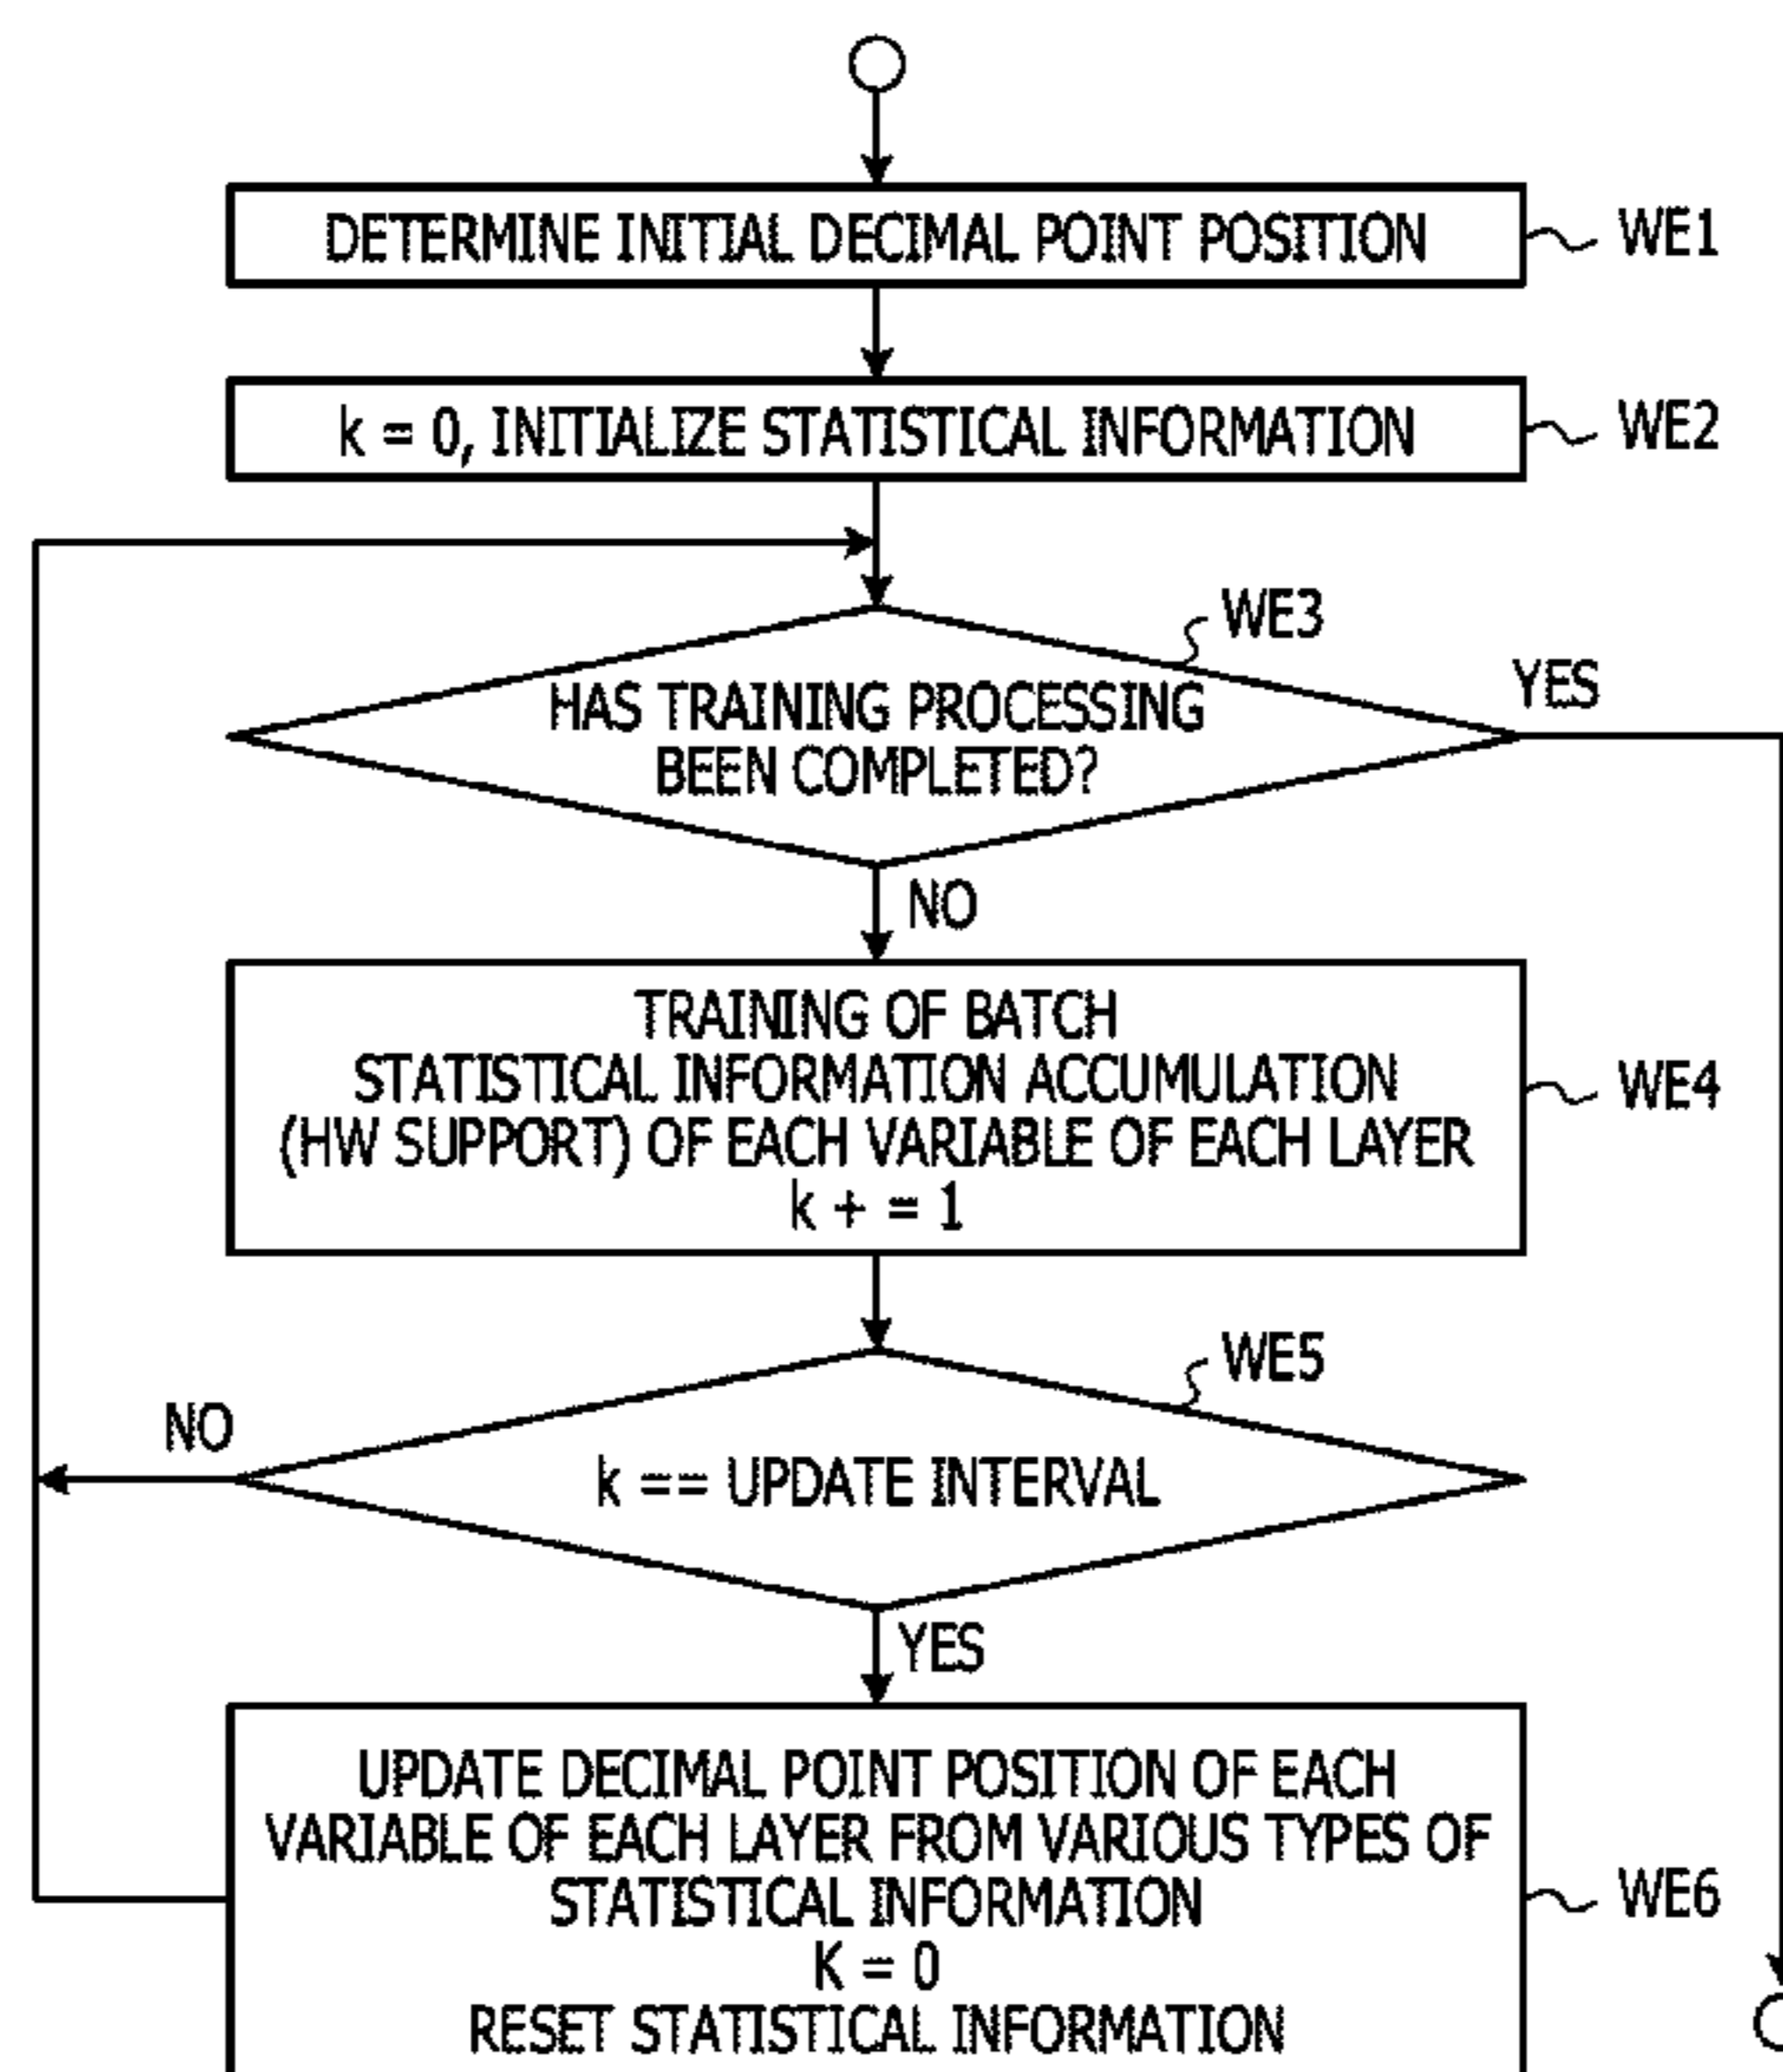 DETERMINE INITIAL DECIMAL POINT POSITION
WE1
k = 0, INITIALIZE STATISTICAL INFORMATION
WE2
WE3
HAS TRAINING PROCESSING
BEEN COMPLETED?
YES
NO
TRAINING OF BATCH
STATISTICAL INFORMATION ACCUMULATION
(HW SUPPORT) OF EACH VARIABLE OF EACH LAYER
k + = 1
WE4
WE5
k == UPDATE INTERVAL
NO
YES
UPDATE DECIMAL POINT POSITION OF EACH
VARIABLE OF EACH LAYER FROM VARIOUS TYPES OF
STATISTICAL INFORMATION
K = 0
RESET STATISTICAL INFORMATION
WE6